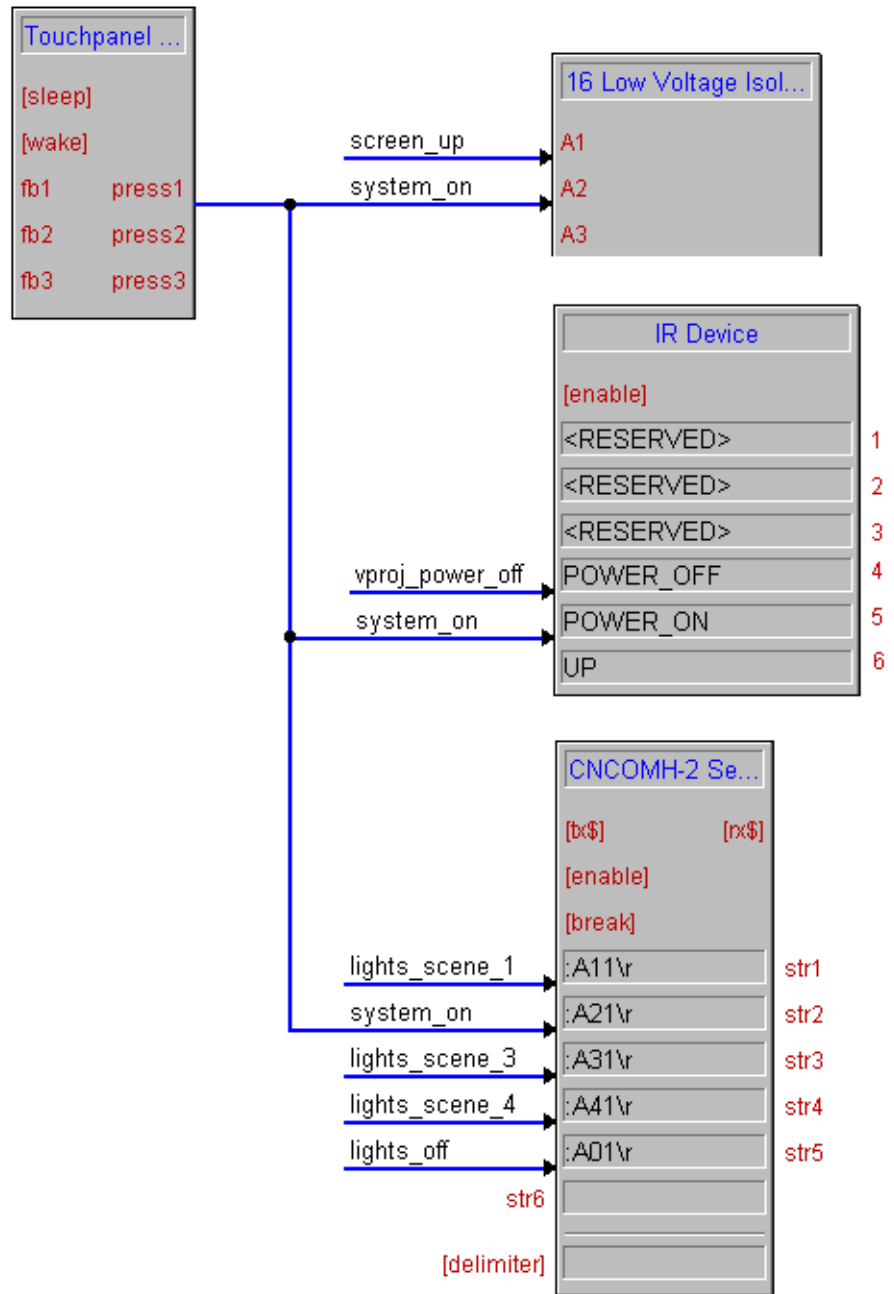 Touchpanel ...
[sleep]
[wake]
fb1 press1
fb2 press2
fb3 press3
16 Low Voltage Isol...
screen_up A1
system_on A2
A3
IR Device
[enable]
<RESERVED> 1
<RESERVED> 2
<RESERVED> 3
vproj_power_off POWER_OFF 4
system_on POWER_ON 5
UP 6
CNCOMH-2 Se...
[tx$] [rx$]
[enable]
[break]
lights_scene_1 :A11\r str1
system_on :A21\r str2
lights_scene_3 :A31\r str3
lights_scene_4 :A41\r str4
lights_off :A01\r str5
str6
[delimiter]